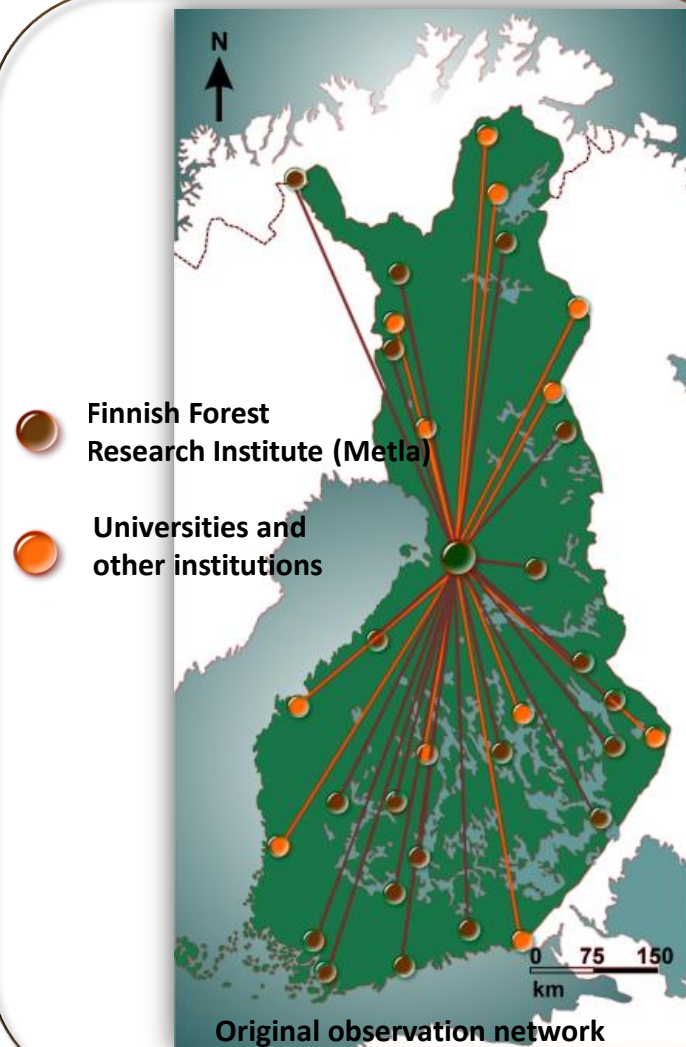 N
Finnish Forest
Research Institute (Metla)
Universities and
other institutions
0 75 150
km
Original observation network